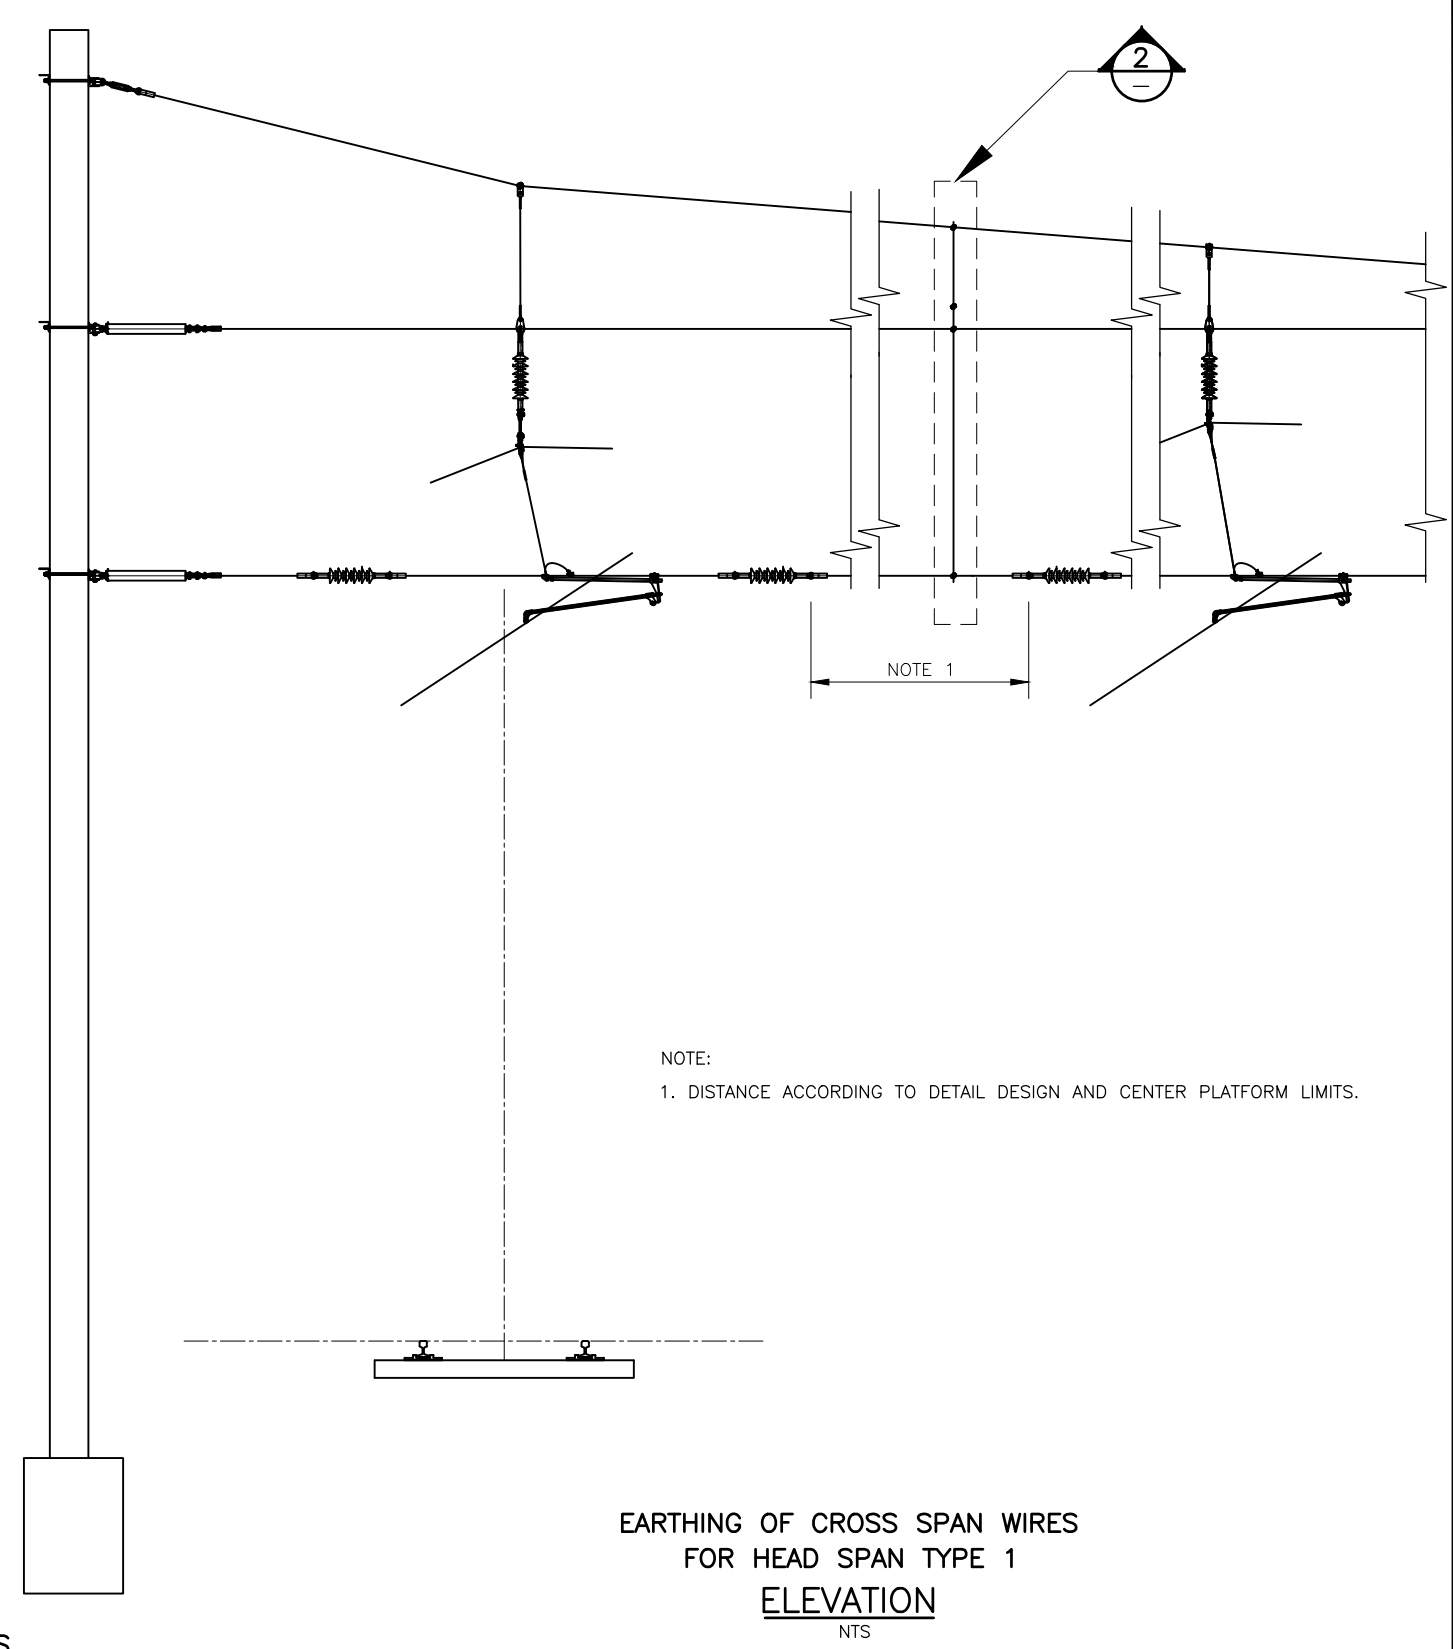 2
NOTE 1
NOTE:
1. DISTANCE ACCORDING TO DETAIL DESIGN AND CENTER PLATFORM LIMITS.
EARTHING OF CROSS SPAN WIRES
FOR HEAD SPAN TYPE 1
ELEVATION
NTS